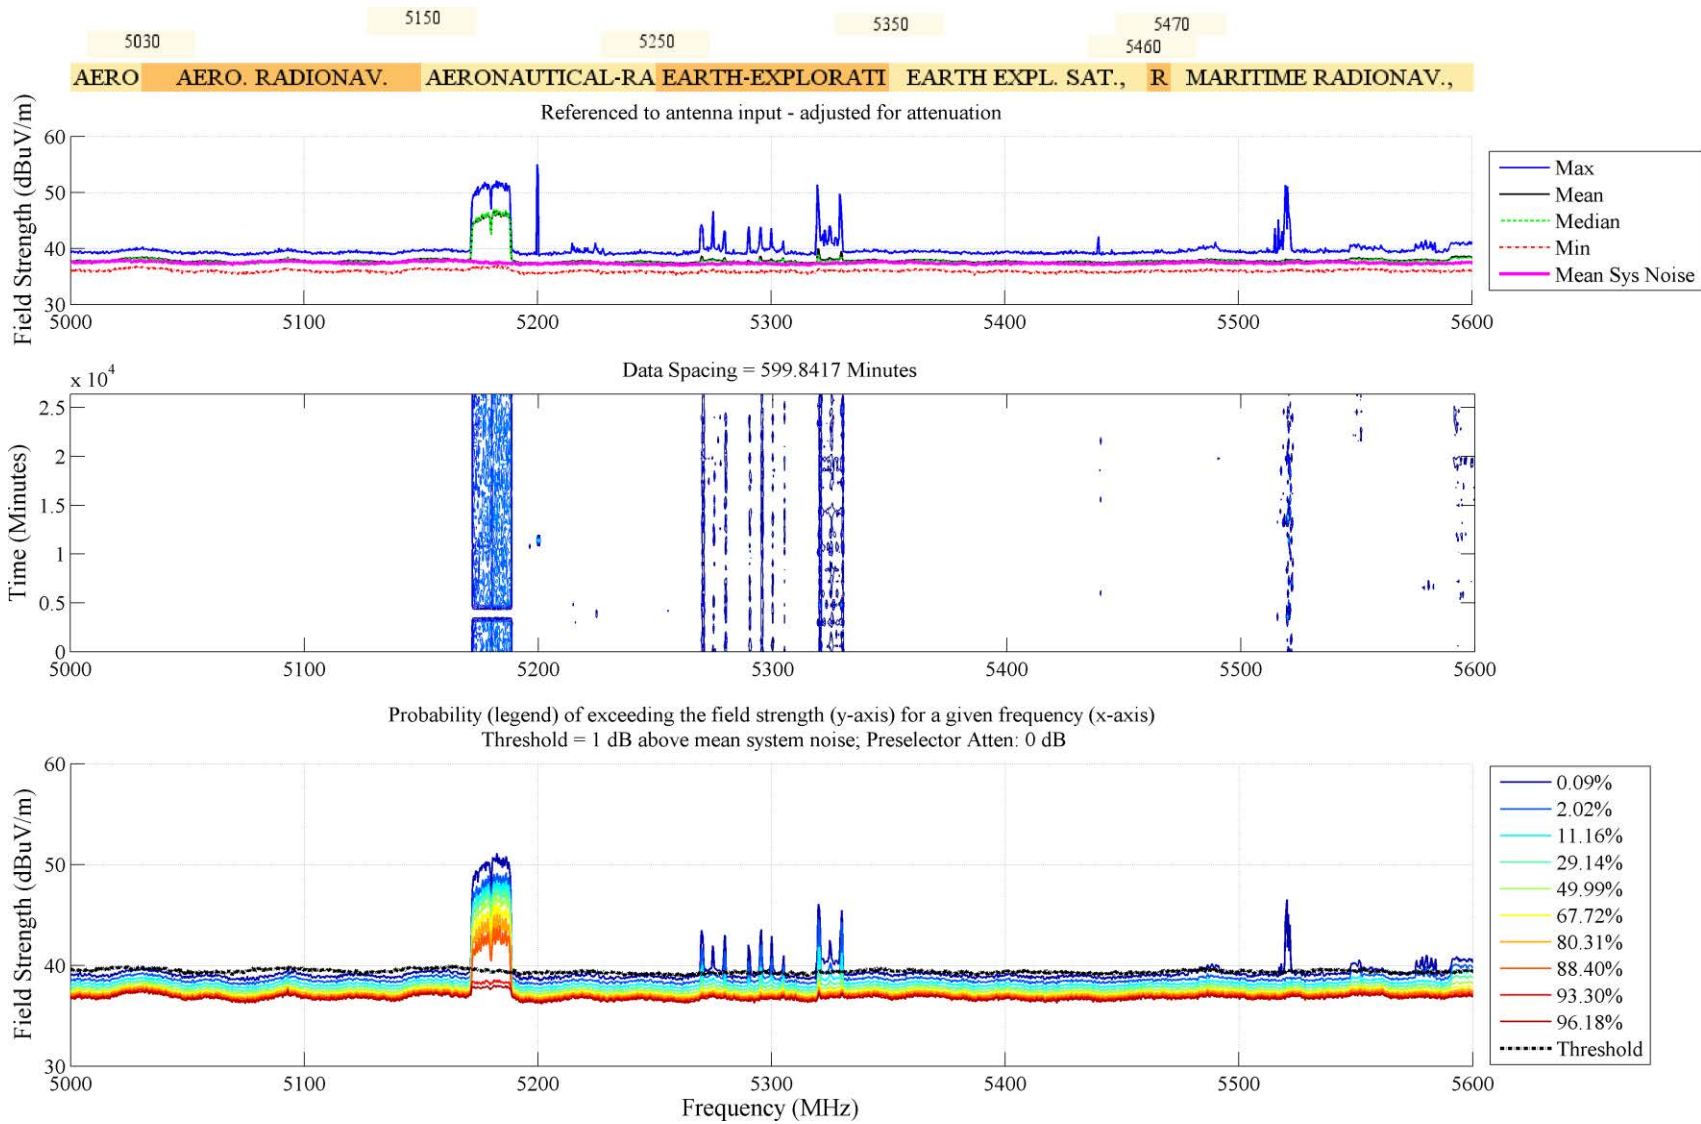 5030 5150 5250 5350 5460 5470
AERO AERO. RADIONAV. AERONAUTICAL-RA EARTH-EXPLORATI EARTH EXPL. SAT., R MARITIME RADIONAV.,
Referenced to antenna input - adjusted for attenuation
Field Strength (dBuV/m)
60
50
40
30
5000 5100 5200 5300 5400 5500 5600
Max
Mean
Median
Min
Mean Sys Noise
Data Spacing = 599.8417 Minutes
x 10^4
Time (Minutes)
2.5
2
1.5
1
0.5
0
5000 5100 5200 5300 5400 5500 5600
Probability (legend) of exceeding the field strength (y-axis) for a given frequency (x-axis)
Threshold = 1 dB above mean system noise; Preselector Atten: 0 dB
Field Strength (dBuV/m)
60
50
40
30
5000 5100 5200 5300 5400 5500 5600
Frequency (MHz)
0.09%
2.02%
11.16%
29.14%
49.99%
67.72%
80.31%
88.40%
93.30%
96.18%
Threshold